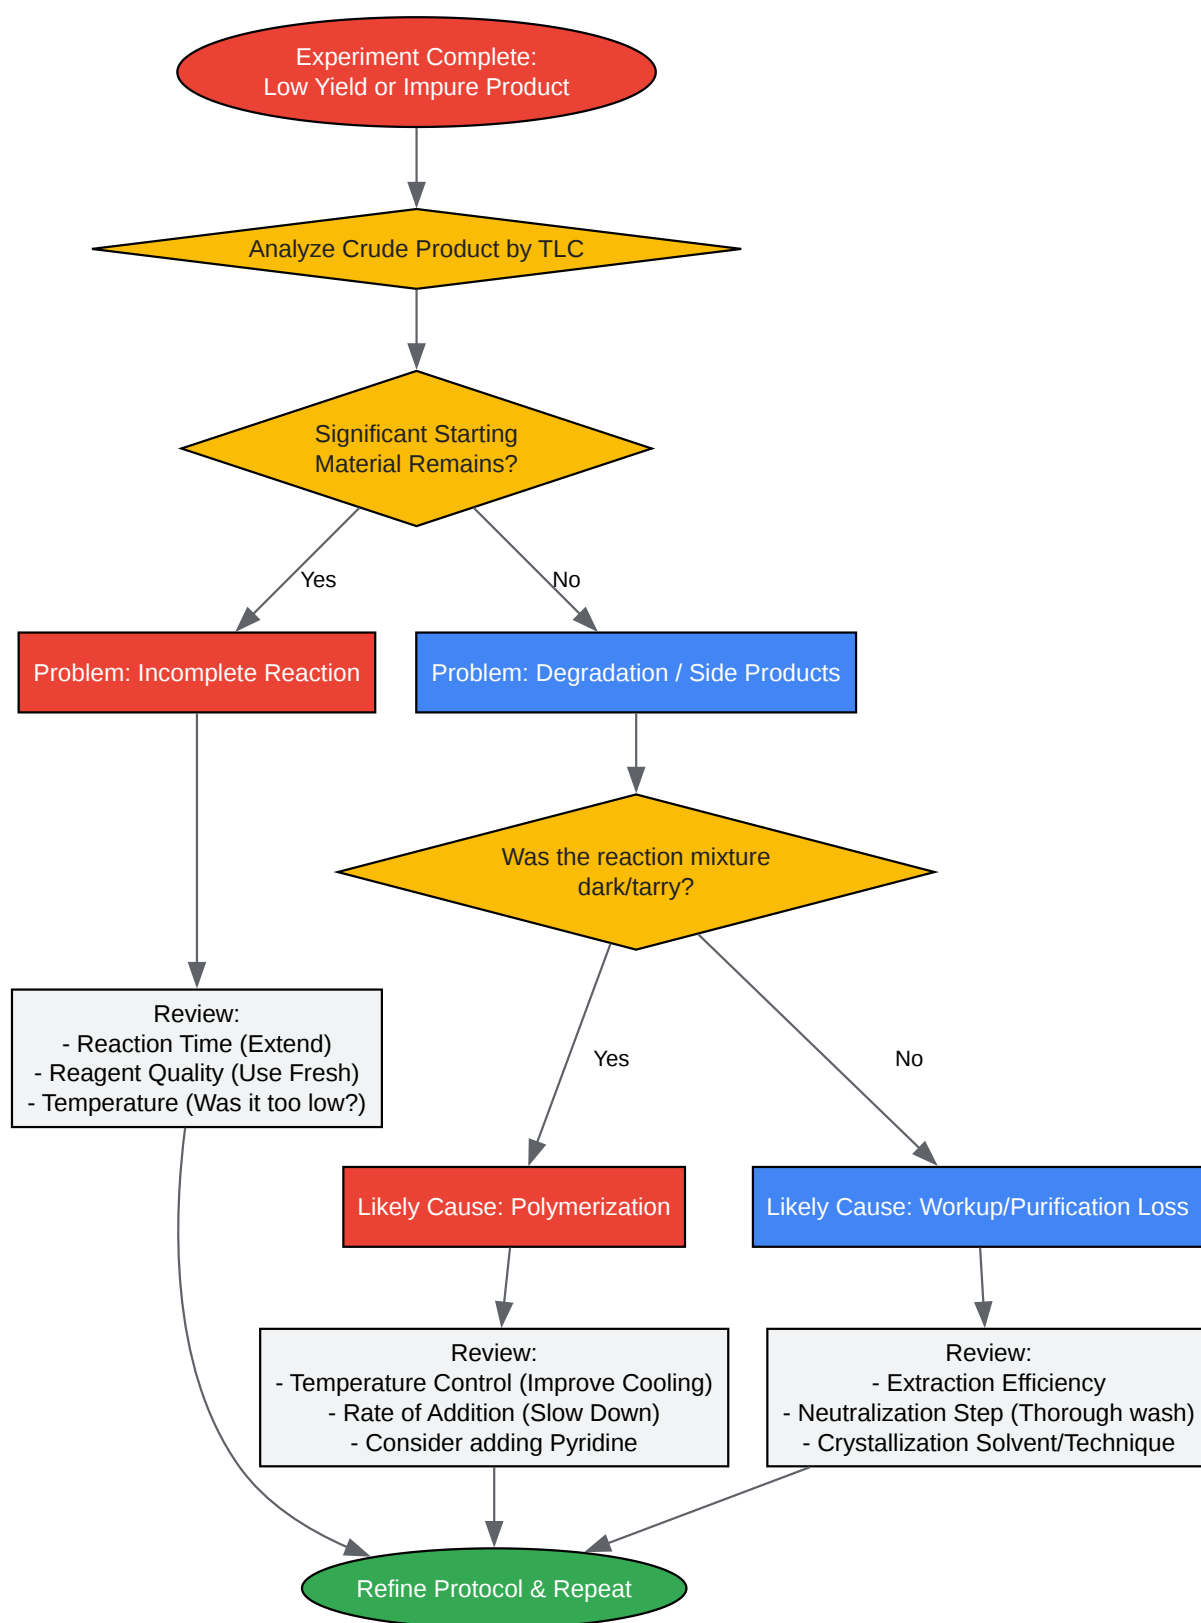 Experiment Complete:
Low Yield or Impure Product
Analyze Crude Product by TLC
Significant Starting
Material Remains?
Yes
No
Problem: Incomplete Reaction
Problem: Degradation / Side Products
Was the reaction mixture
dark/tarry?
Review:
- Reaction Time (Extend)
- Reagent Quality (Use Fresh)
- Temperature (Was it too low?)
Yes
No
Likely Cause: Polymerization
Likely Cause: Workup/Purification Loss
Review:
- Temperature Control (Improve Cooling)
- Rate of Addition (Slow Down)
- Consider adding Pyridine
Review:
- Extraction Efficiency
- Neutralization Step (Thorough wash)
- Crystallization Solvent/Technique
Refine Protocol & Repeat